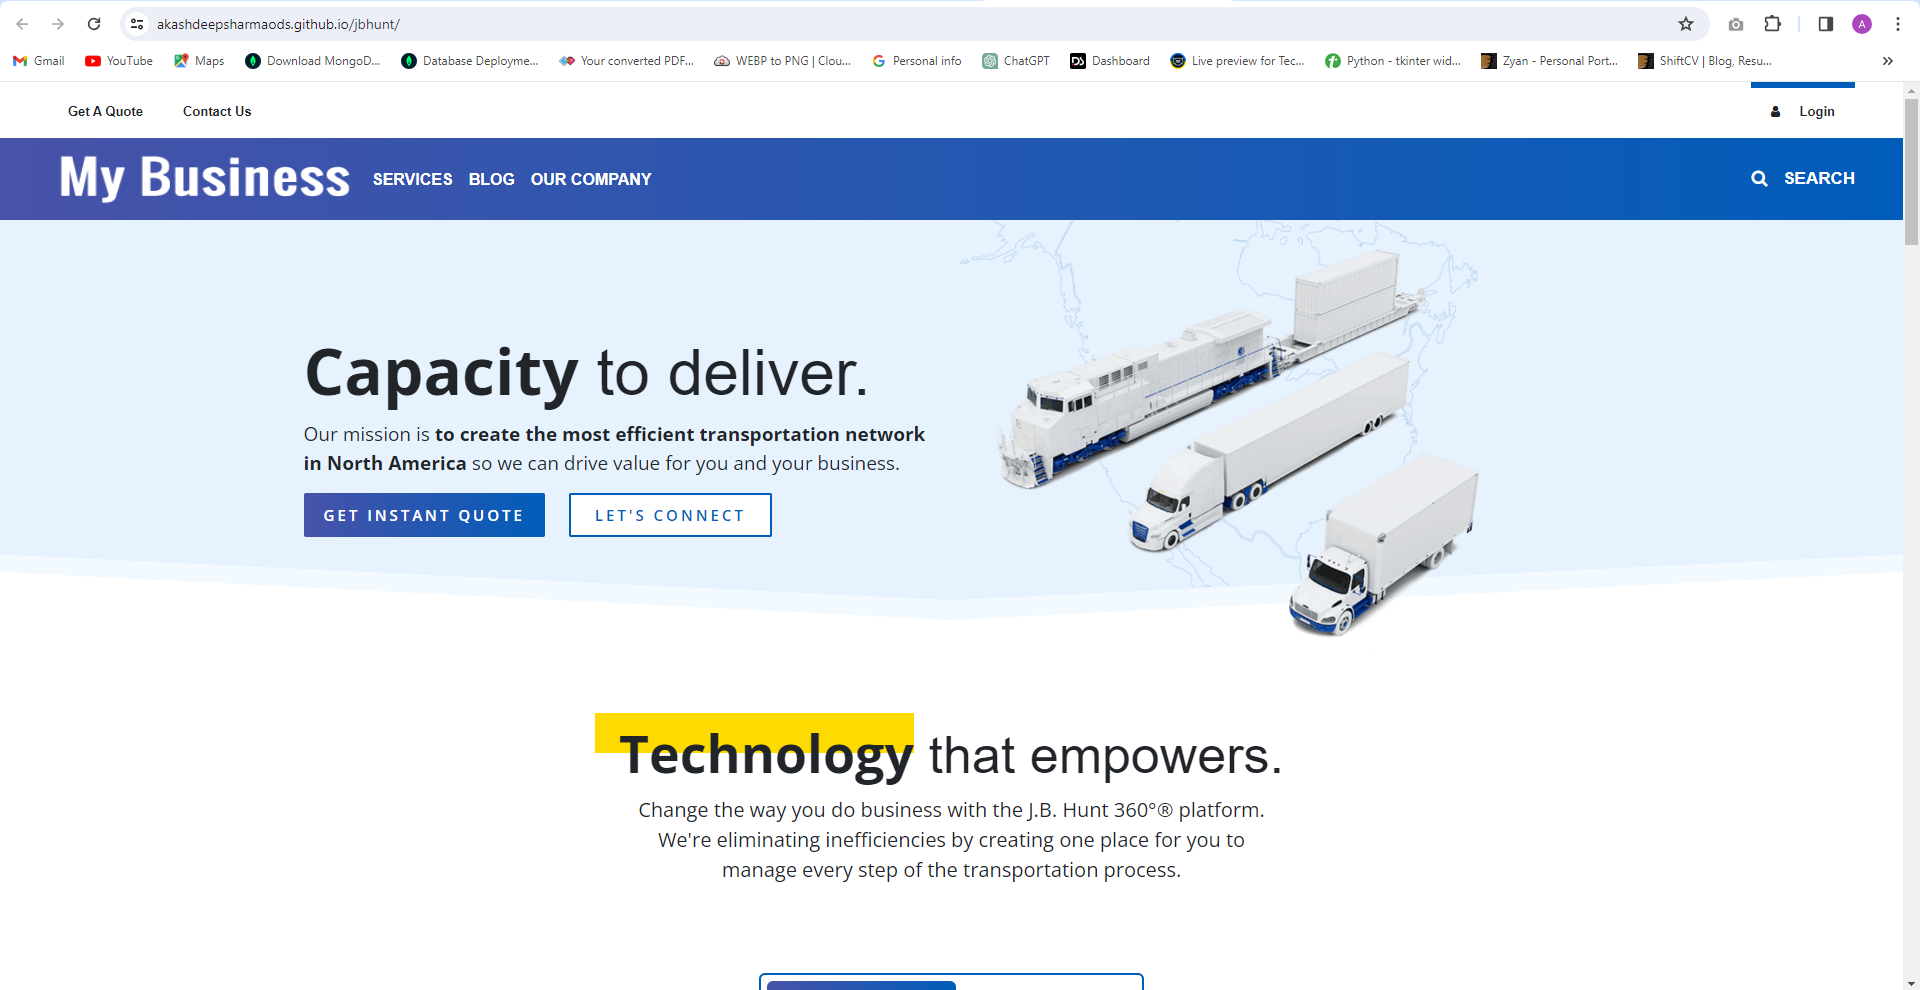 akashdeepsharmaods.github.io/jbhunt/
A
Gmail YouTube Maps Download MongoD... Database Deployme... Your converted PDF... WEBP to PNG | Clou... Personal info ChatGPT Dashboard Live preview for Tec... Python - tkinter wid... Zyan - Personal Port... ShiftCV | Blog, Resu...
Get A Quote Contact Us Login
My Business SERVICES BLOG OUR COMPANY SEARCH
Capacity to deliver.
Our mission is to create the most efficient transportation network
in North America so we can drive value for you and your business.
GET INSTANT QUOTE LET'S CONNECT
Technology that empowers.
Change the way you do business with the J.B. Hunt 360°® platform.
We're eliminating inefficiencies by creating one place for you to
manage every step of the transportation process.